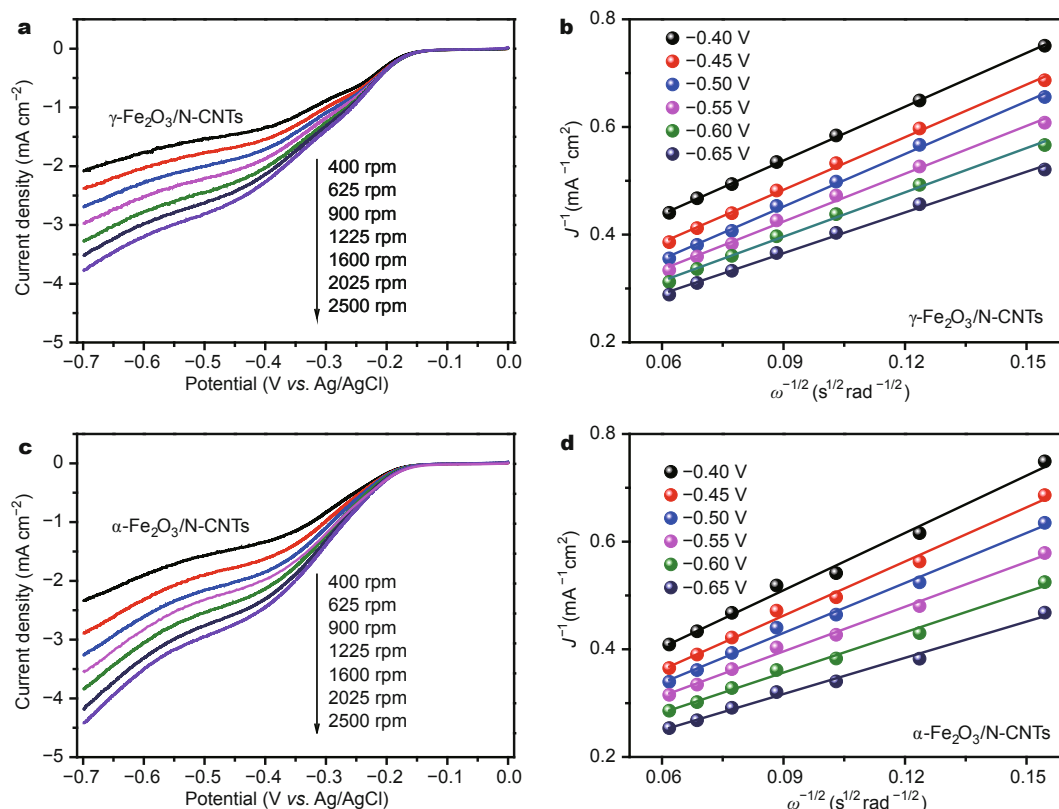 a
0
−1
−2
−3
−4
−5
−0.7 −0.6 −0.5 −0.4 −0.3 −0.2 −0.1 0.0
Current density (mA cm⁻²)
Potential (V vs. Ag/AgCl)
γ-Fe₂O₃/N-CNTs
400 rpm
625 rpm
900 rpm
1225 rpm
1600 rpm
2025 rpm
2500 rpm
b
0.8
0.6
0.4
0.2
0.06 0.09 0.12 0.15
J⁻¹(mA⁻¹cm²)
ω⁻¹/² (s¹/² rad⁻¹/²)
−0.40 V
−0.45 V
−0.50 V
−0.55 V
−0.60 V
−0.65 V
γ-Fe₂O₃/N-CNTs
c
0
−1
−2
−3
−4
−5
−0.7 −0.6 −0.5 −0.4 −0.3 −0.2 −0.1 0.0
Current density (mA cm⁻²)
Potential (V vs. Ag/AgCl)
α-Fe₂O₃/N-CNTs
400 rpm
625 rpm
900 rpm
1225 rpm
1600 rpm
2025 rpm
2500 rpm
d
0.8
0.6
0.4
0.2
0.06 0.09 0.12 0.15
J⁻¹(mA⁻¹cm²)
ω⁻¹/² (s¹/² rad⁻¹/²)
−0.40 V
−0.45 V
−0.50 V
−0.55 V
−0.60 V
−0.65 V
α-Fe₂O₃/N-CNTs